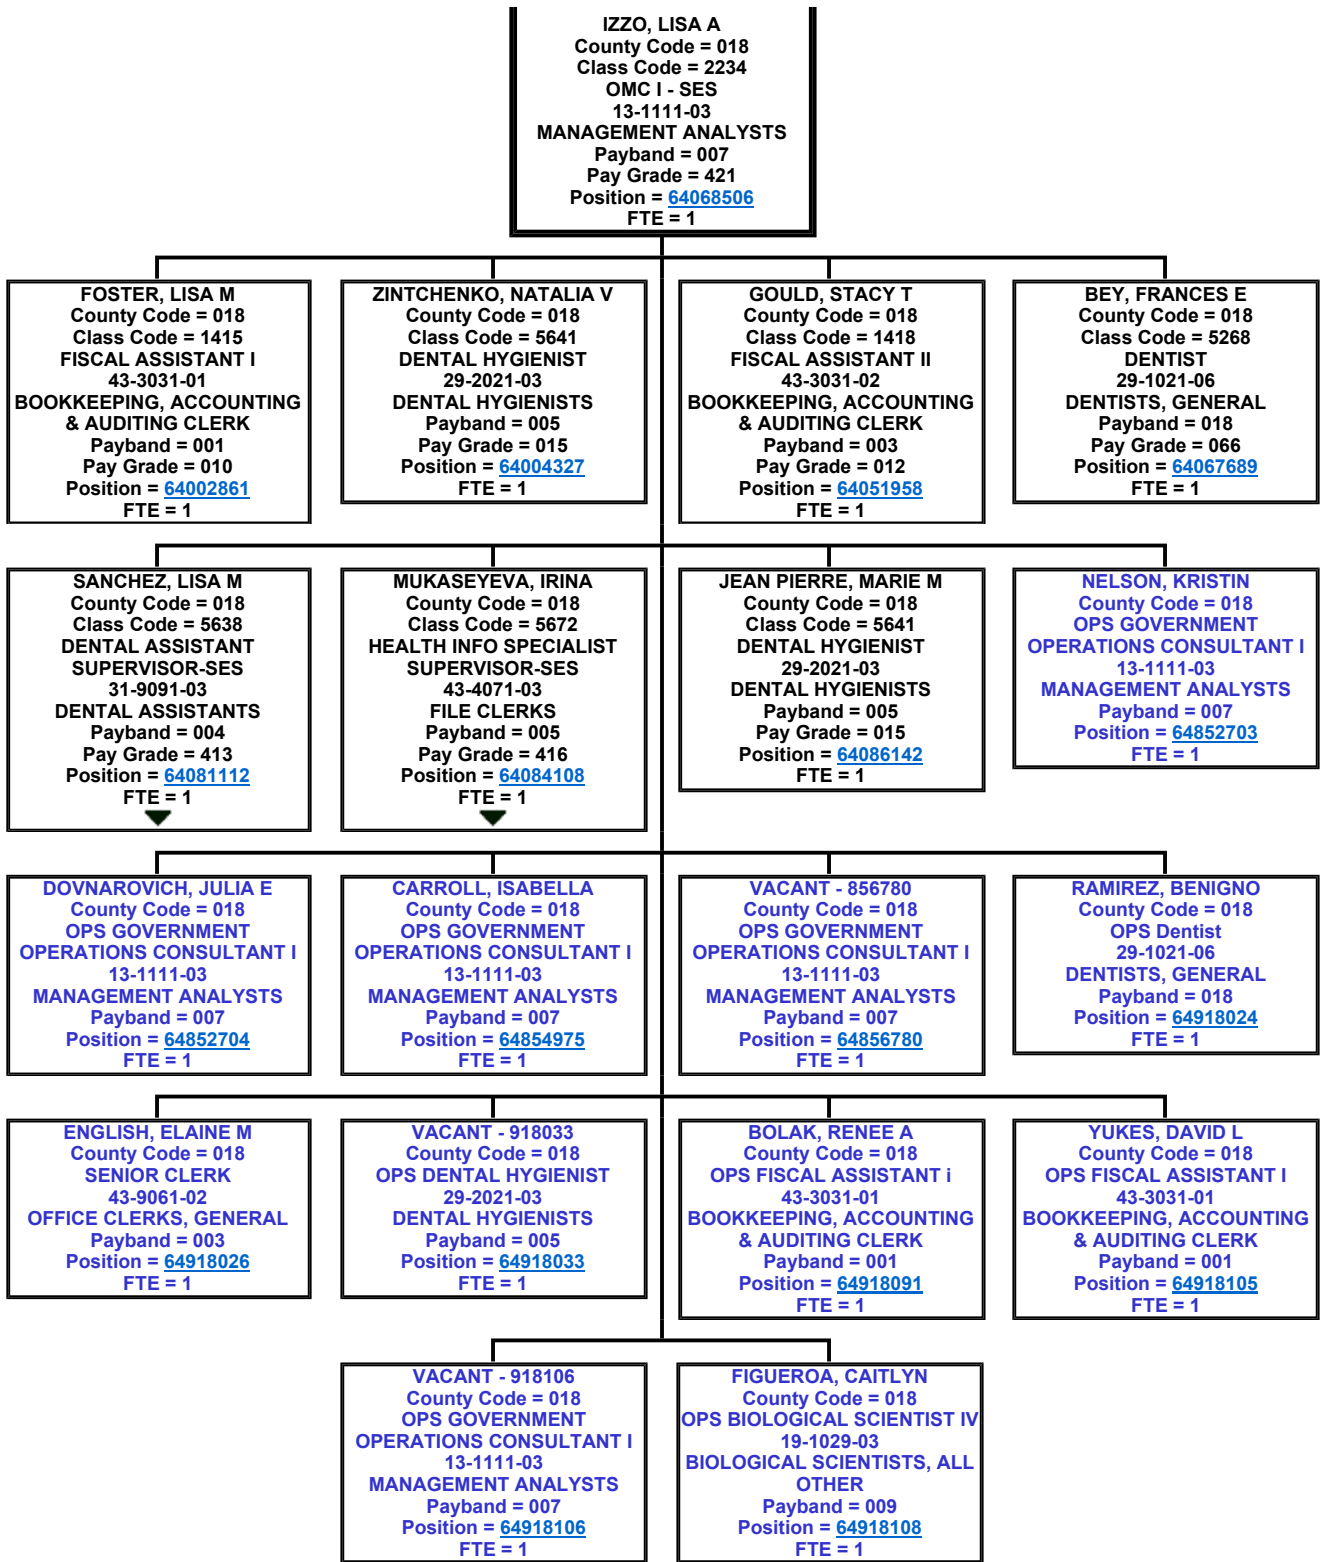 IZZO, LISA A
County Code = 018
Class Code = 2234
OMC I - SES
13-1111-03
MANAGEMENT ANALYSTS
Payband = 007
Pay Grade = 421
Position = 64068506
FTE = 1
FOSTER, LISA M
County Code = 018
Class Code = 1415
FISCAL ASSISTANT I
43-3031-01
BOOKKEEPING, ACCOUNTING
& AUDITING CLERK
Payband = 001
Pay Grade = 010
Position = 64002861
FTE = 1
ZINTCHENKO, NATALIA V
County Code = 018
Class Code = 5641
DENTAL HYGIENIST
29-2021-03
DENTAL HYGIENISTS
Payband = 005
Pay Grade = 015
Position = 64004327
FTE = 1
GOULD, STACY T
County Code = 018
Class Code = 1418
FISCAL ASSISTANT II
43-3031-02
BOOKKEEPING, ACCOUNTING
& AUDITING CLERK
Payband = 003
Pay Grade = 012
Position = 64051958
FTE = 1
BEY, FRANCES E
County Code = 018
Class Code = 5268
DENTIST
29-1021-06
DENTISTS, GENERAL
Payband = 018
Pay Grade = 066
Position = 64067689
FTE = 1
SANCHEZ, LISA M
County Code = 018
Class Code = 5638
DENTAL ASSISTANT
SUPERVISOR-SES
31-9091-03
DENTAL ASSISTANTS
Payband = 004
Pay Grade = 413
Position = 64081112
FTE = 1
MUKASEYEVA, IRINA
County Code = 018
Class Code = 5672
HEALTH INFO SPECIALIST
SUPERVISOR-SES
43-4071-03
FILE CLERKS
Payband = 005
Pay Grade = 416
Position = 64084108
FTE = 1
JEAN PIERRE, MARIE M
County Code = 018
Class Code = 5641
DENTAL HYGIENIST
29-2021-03
DENTAL HYGIENISTS
Payband = 005
Pay Grade = 015
Position = 64086142
FTE = 1
NELSON, KRISTIN
County Code = 018
OPS GOVERNMENT
OPERATIONS CONSULTANT I
13-1111-03
MANAGEMENT ANALYSTS
Payband = 007
Position = 64852703
FTE = 1
DOVNAROVICH, JULIA E
County Code = 018
OPS GOVERNMENT
OPERATIONS CONSULTANT I
13-1111-03
MANAGEMENT ANALYSTS
Payband = 007
Position = 64852704
FTE = 1
CARROLL, ISABELLA
County Code = 018
OPS GOVERNMENT
OPERATIONS CONSULTANT I
13-1111-03
MANAGEMENT ANALYSTS
Payband = 007
Position = 64854975
FTE = 1
VACANT - 856780
County Code = 018
OPS GOVERNMENT
OPERATIONS CONSULTANT I
13-1111-03
MANAGEMENT ANALYSTS
Payband = 007
Position = 64856780
FTE = 1
RAMIREZ, BENIGNO
County Code = 018
OPS Dentist
29-1021-06
DENTISTS, GENERAL
Payband = 018
Position = 64918024
FTE = 1
ENGLISH, ELAINE M
County Code = 018
SENIOR CLERK
43-9061-02
OFFICE CLERKS, GENERAL
Payband = 003
Position = 64918026
FTE = 1
VACANT - 918033
County Code = 018
OPS DENTAL HYGIENIST
29-2021-03
DENTAL HYGIENISTS
Payband = 005
Position = 64918033
FTE = 1
BOLAK, RENEE A
County Code = 018
OPS FISCAL ASSISTANT i
43-3031-01
BOOKKEEPING, ACCOUNTING
& AUDITING CLERK
Payband = 001
Position = 64918091
FTE = 1
YUKES, DAVID L
County Code = 018
OPS FISCAL ASSISTANT I
43-3031-01
BOOKKEEPING, ACCOUNTING
& AUDITING CLERK
Payband = 001
Position = 64918105
FTE = 1
VACANT - 918106
County Code = 018
OPS GOVERNMENT
OPERATIONS CONSULTANT I
13-1111-03
MANAGEMENT ANALYSTS
Payband = 007
Position = 64918106
FTE = 1
FIGUEROA, CAITLYN
County Code = 018
OPS BIOLOGICAL SCIENTIST IV
19-1029-03
BIOLOGICAL SCIENTISTS, ALL
OTHER
Payband = 009
Position = 64918108
FTE = 1